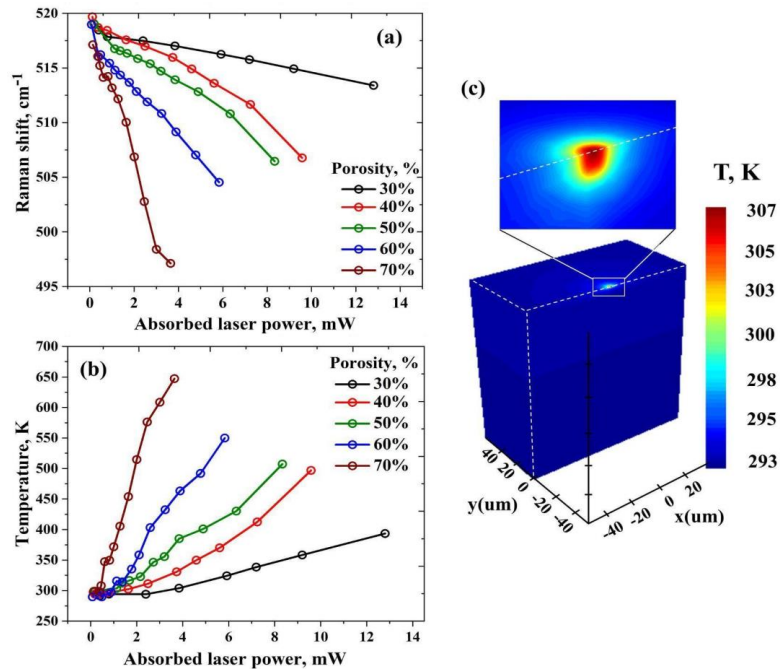 (a)
520
515
510
505
500
495
Raman shift, cm⁻¹
Porosity, %
30%
40%
50%
60%
70%
0 2 4 6 8 10 12 14
Absorbed laser power, mW
(b)
700
650
600
550
500
450
400
350
300
250
Temperature, K
Porosity, %
30%
40%
50%
60%
70%
0 2 4 6 8 10 12 14
Absorbed laser power, mW
(c)
T, K
307
305
303
300
298
295
293
40 20 0 -20 -40
y(um)
-40 -20 0 20
x(um)